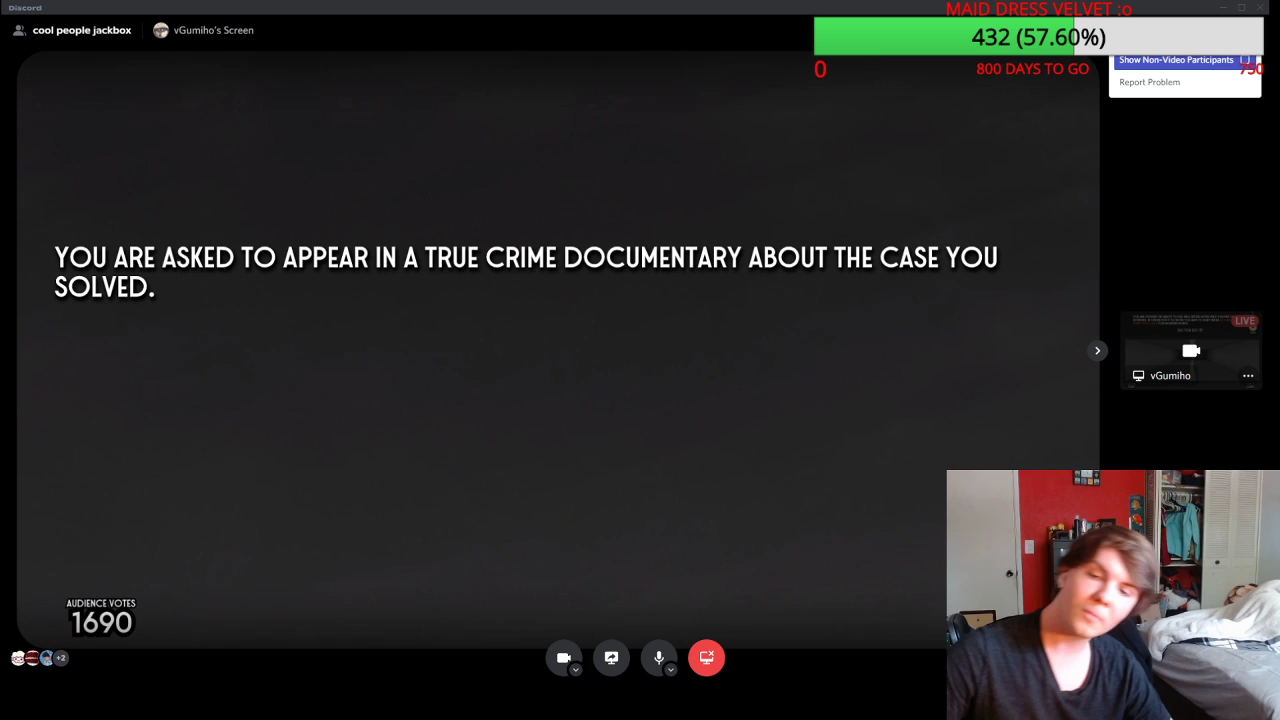 Discord
cool people jackbox
vGumiho's Screen
MAID DRESS VELVET :o
432 (57.60%)
0
800 DAYS TO GO
750
Show Non-Video Participants
Report Problem
YOU ARE ASKED TO APPEAR IN A TRUE CRIME DOCUMENTARY ABOUT THE CASE YOU
SOLVED.
LIVE
vGumiho
AUDIENCE VOTES
1690
+2